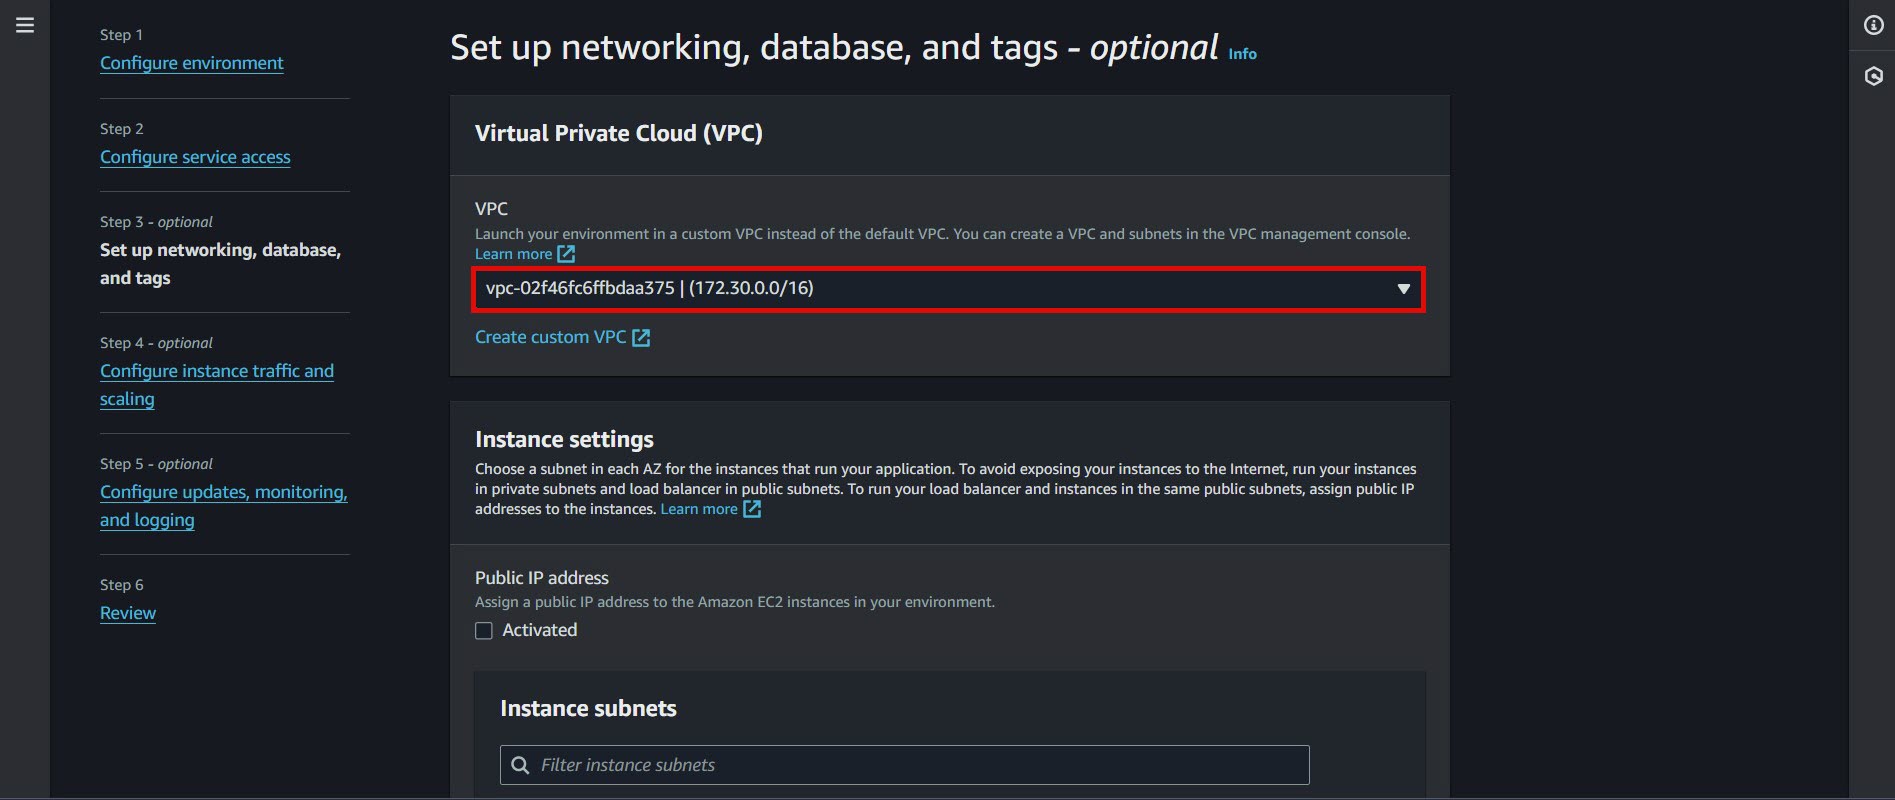 Step 1
Configure environment
Step 2
Configure service access
Step 3 - optional
Set up networking, database,
and tags
Step 4 - optional
Configure instance traffic and
scaling
Step 5 - optional
Configure updates, monitoring,
and logging
Step 6
Review
Set up networking, database, and tags - optional Info
Virtual Private Cloud (VPC)
VPC
Launch your environment in a custom VPC instead of the default VPC. You can create a VPC and subnets in the VPC management console.
Learn more
vpc-02f46fc6ffbdaa375 | (172.30.0.0/16)
Create custom VPC
Instance settings
Choose a subnet in each AZ for the instances that run your application. To avoid exposing your instances to the Internet, run your instances
in private subnets and load balancer in public subnets. To run your load balancer and instances in the same public subnets, assign public IP
addresses to the instances. Learn more
Public IP address
Assign a public IP address to the Amazon EC2 instances in your environment.
Activated
Instance subnets
Filter instance subnets